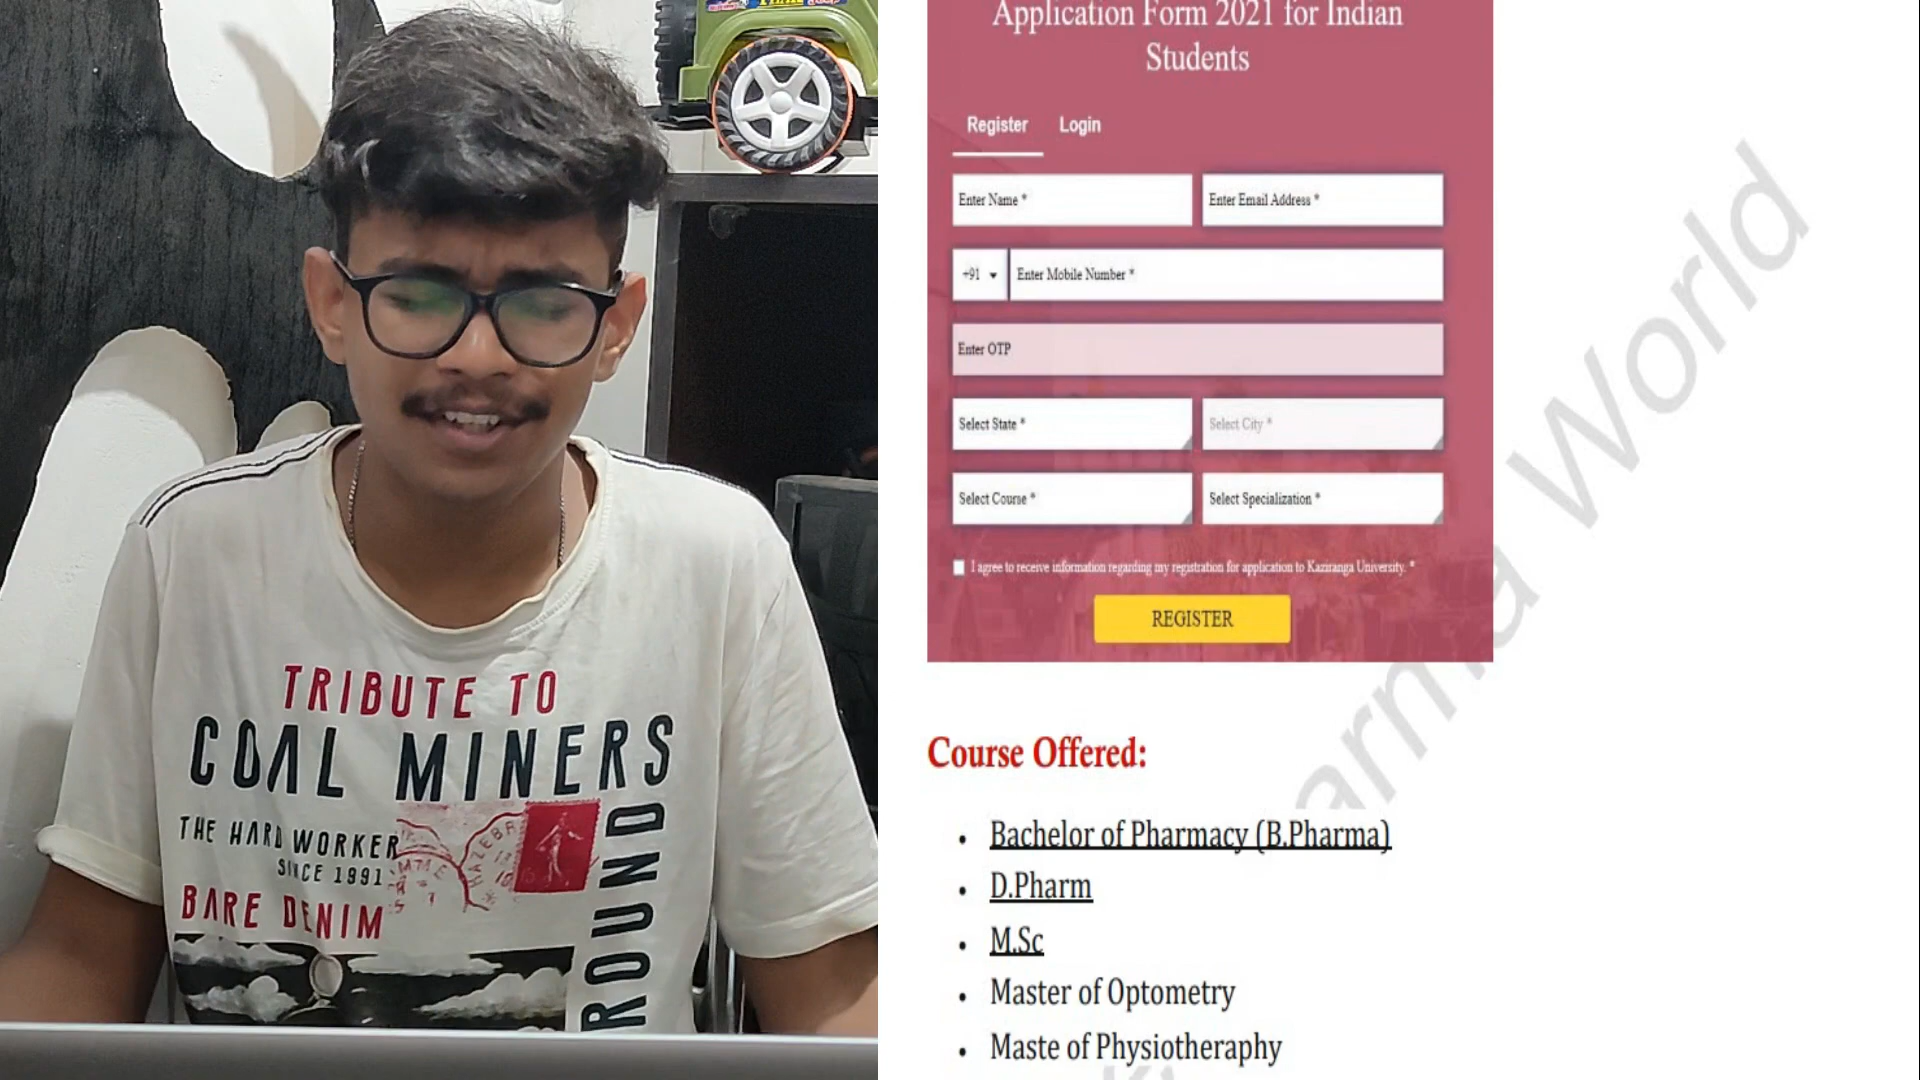 TRIBUTE TO
COAL MINERS
THE HARD WORKER
SINCE 1991
BARE DENIM
ROUND
Application Form 2021 for Indian
Students
Register Login
Enter Name * Enter Email Address *
+91 Enter Mobile Number *
Enter OTP
Select State * Select City *
Select Course * Select Specialization *
I agree to receive information regarding my registration for application to Kaziranga University. *
REGISTER
Course Offered:
• Bachelor of Pharmacy (B.Pharma)
• D.Pharm
• M.Sc
• Master of Optometry
• Maste of Physiotheraphy
arma World